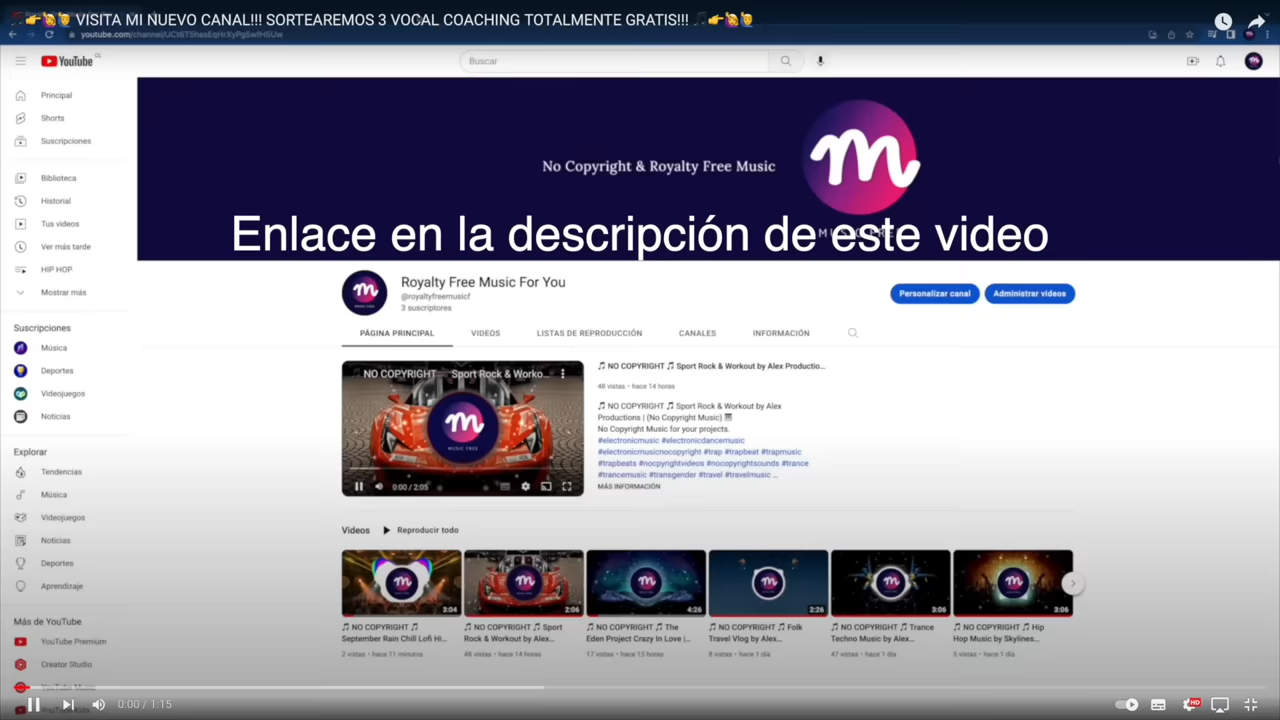 🎵👉🙋🙋‍♂️ VISITA MI NUEVO CANAL!!! SORTEAREMOS 3 VOCAL COACHING TOTALMENTE GRATIS!!! 🎵👉🙋🙋‍♂️
YouTube CL
Buscar
Principal
Shorts
Suscripciones
Biblioteca
Historial
Tus videos
Ver más tarde
HIP HOP
Mostrar más
Suscripciones
Música
Deportes
Videojuegos
Noticias
Explorar
Tendencias
Música
Videojuegos
Noticias
Deportes
Aprendizaje
Más de YouTube
YouTube Premium
Creator Studio
YouTube Music
No Copyright & Royalty Free Music
m
Enlace en la descripción de este video
Royalty Free Music For You
@royaltyfreemusicf
3 suscriptores
Personalizar canal
Administrar videos
PÁGINA PRINCIPAL
VIDEOS
LISTAS DE REPRODUCCIÓN
CANALES
INFORMACIÓN
NO COPYRIGHT Sport Rock & Worko...
MUSIC FREE
0:00 / 2:05
🎵 NO COPYRIGHT 🎵 Sport Rock & Workout by Alex Productio...
48 vistas • hace 14 horas
🎵 NO COPYRIGHT 🎵 Sport Rock & Workout by Alex
Productions | (No Copyright Music) 🎹
No Copyright Music for your projects.
#electronicmusic #electronicdancemusic
#electronicmusicnocopyright #trap #trapbeat #trapmusic
#trapbeats #nocpyrightvideos #nocopyrightsounds #trance
#trancemusic #transgender #travel #travelmusic ...
MÁS INFORMACIÓN
Videos
Reproducir todo
3:04
2:06
4:26
2:26
3:06
3:06
🎵 NO COPYRIGHT 🎵
September Rain Chill Lofi Hi...
2 vistas • hace 11 minutos
🎵 NO COPYRIGHT 🎵 Sport
Rock & Workout by Alex...
48 vistas • hace 14 horas
🎵 NO COPYRIGHT 🎵 The
Eden Project Crazy In Love |...
17 vistas • hace 15 horas
🎵 NO COPYRIGHT 🎵 Folk
Travel Vlog by Alex...
8 vistas • hace 1 día
🎵 NO COPYRIGHT 🎵 Trance
Techno Music by Alex...
47 vistas • hace 1 día
🎵 NO COPYRIGHT 🎵 Hip
Hop Music by Skylines...
5 vistas • hace 1 día
0:00 / 1:15
HD